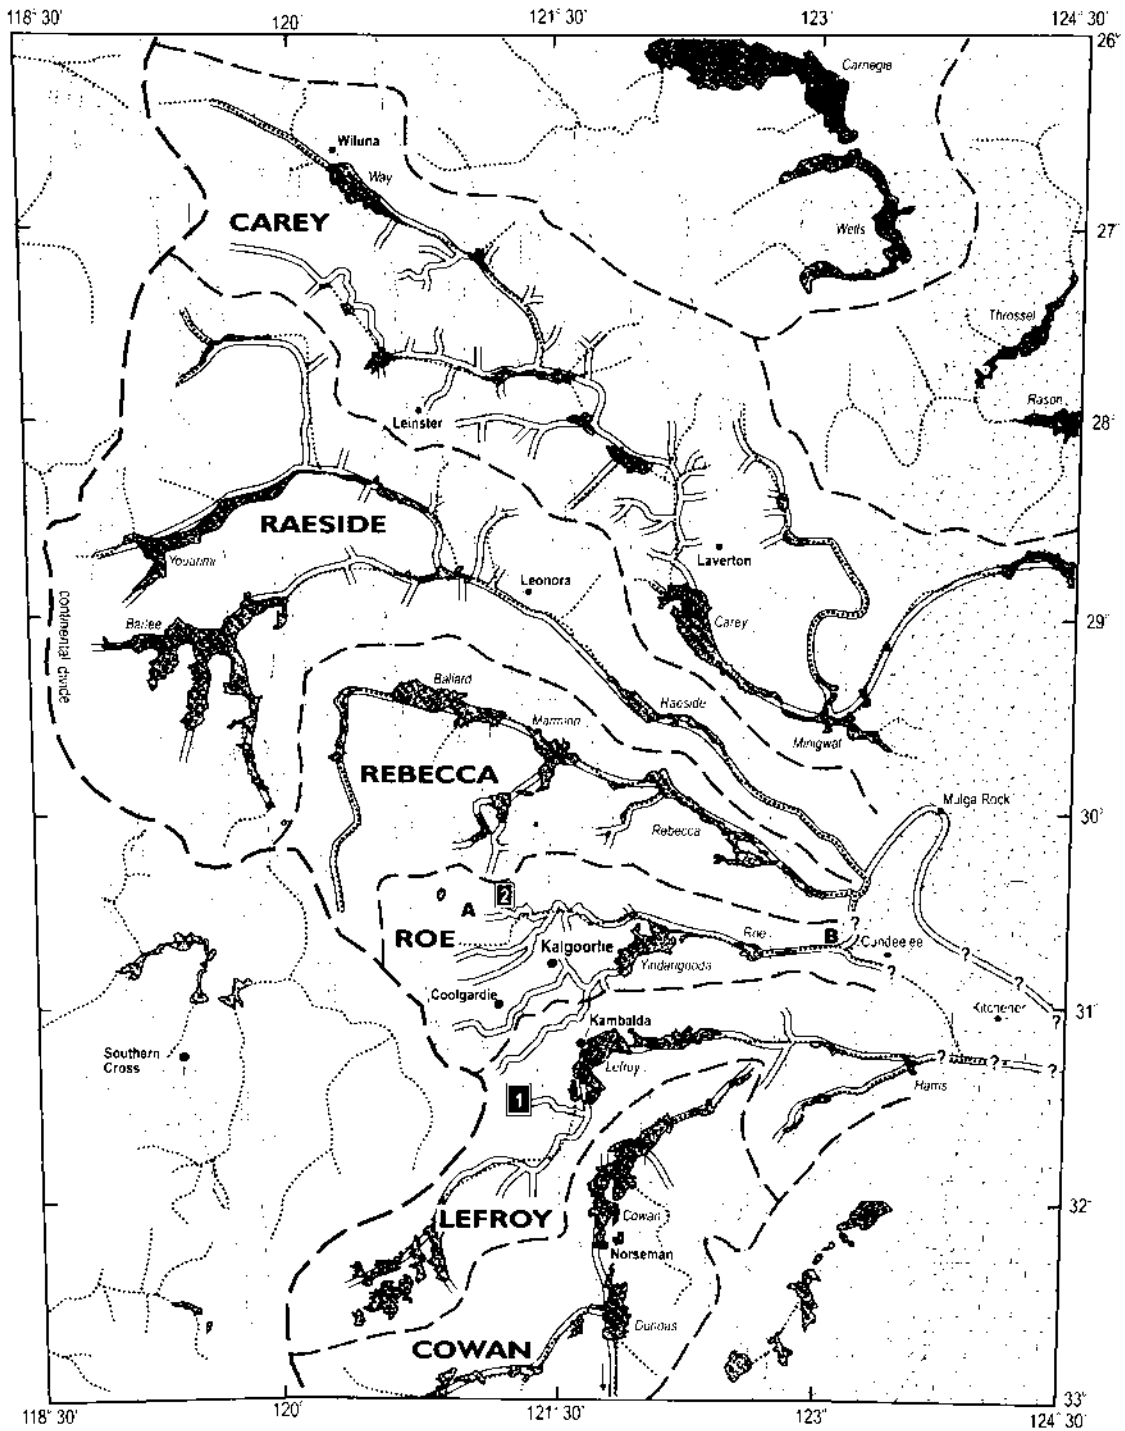 118° 30'
120°
121° 30'
123°
124° 30'
26°
Carnegie
Wiluna
Way
CAREY
Wells
27°
Throssel
Rason
28°
Leinster
RAESIDE
Youanmi
Laverton
Leonora
continental divide
Barlee
Carey
29°
Ballard
Raeside
Marmion
Minigwal
REBECCA
Mulga Rock
30°
Rebecca
2
A
?
ROE
Roe
B
Cundeelee
Kalgoorlie
?
?
Yindarlgooda
?
Coolgardie
Kitchener
31°
?
Kambalda
Southern
Cross
Lefroy
?
?
?
Harris
1
32°
LEFROY
Cowan
Norseman
Dundas
COWAN
33°
118° 30'
120°
121° 30'
123°
124° 30'